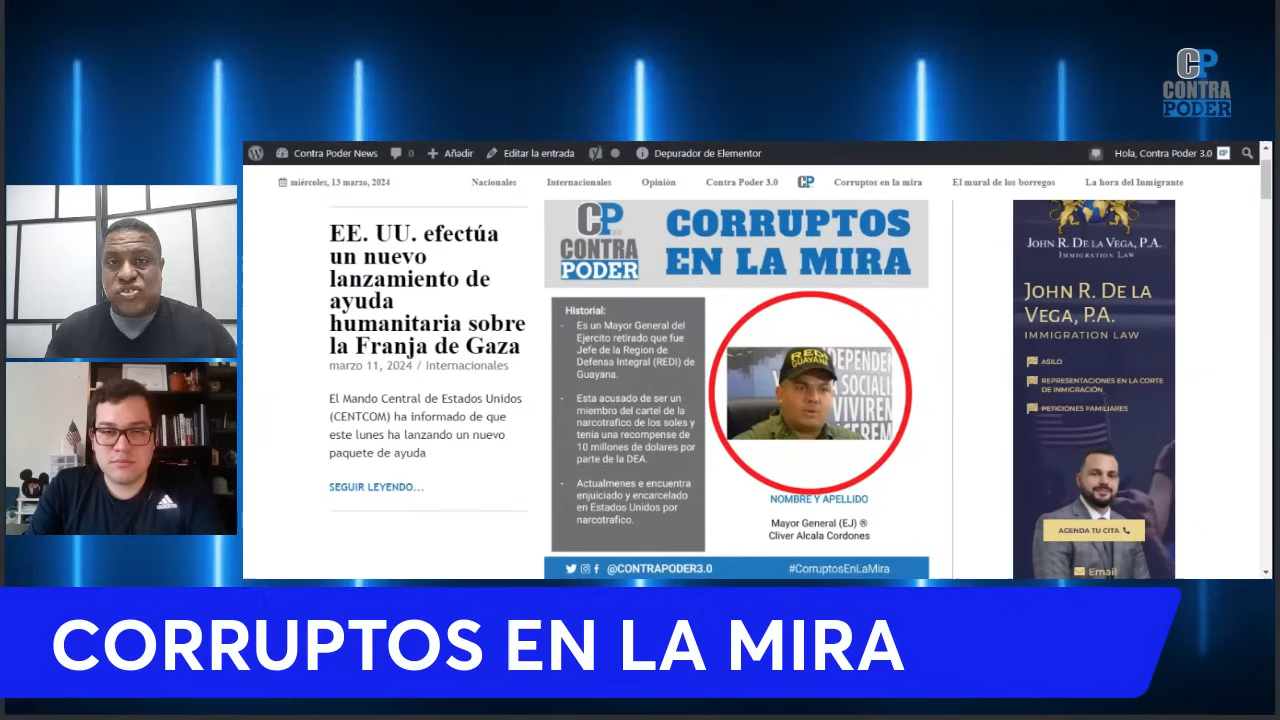 CP
CONTRA
PODER
Contra Poder News
0
Añadir
Editar la entrada
Depurador de Elementor
Hola, Contra Poder 3.0
miércoles, 13 marzo, 2024
Nacionales
Internacionales
Opinión
Contra Poder 3.0
CP
Corruptos en la mira
El mural de los borregos
La hora del Inmigrante
EE. UU. efectúa
un nuevo
lanzamiento de
ayuda
humanitaria sobre
la Franja de Gaza
marzo 11, 2024 / Internacionales
El Mando Central de Estados Unidos
(CENTCOM) ha informado de que
este lunes ha lanzando un nuevo
paquete de ayuda
SEGUIR LEYENDO...
CP
CONTRA
PODER
CORRUPTOS
EN LA MIRA
Historial:
- Es un Mayor General del
Ejercito retirado que fue
Jefe de la Region de
Defensa Integral (REDI) de
Guayana.
- Esta acusado de ser un
miembro del cartel de la
narcotrafico de los soles y
tenia una recompense de
10 millones de dolares por
parte de la DEA.
- Actualmenes e encuentra
enjuiciado y encarcelado
en Estados Unidos por
narcotrafico.
REDI
GUAYANA
NOMBRE Y APELLIDO
Mayor General (EJ) ®
Cliver Alcala Cordones
@CONTRAPODER3.0
#CorruptosEnLaMira
JOHN R. DE LA VEGA, P.A.
IMMIGRATION LAW
JOHN R. DE LA
VEGA, P.A.
IMMIGRATION LAW
ASILO
REPRESENTACIONES EN LA CORTE
DE INMIGRACIÓN
PETICIONES FAMILIARES
AGENDA TU CITA
Email
adidas
CORRUPTOS EN LA MIRA